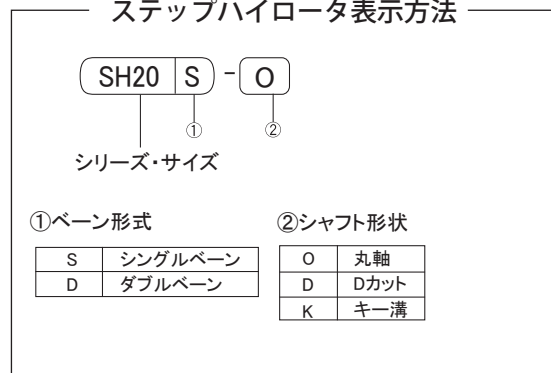 ステップハイロータ表示方法
SH20 S - O
① ②
シリーズ・サイズ
①ベーン形式
S シングルベーン
D ダブルベーン
②シャフト形状
O 丸軸
D Dカット
K キー溝